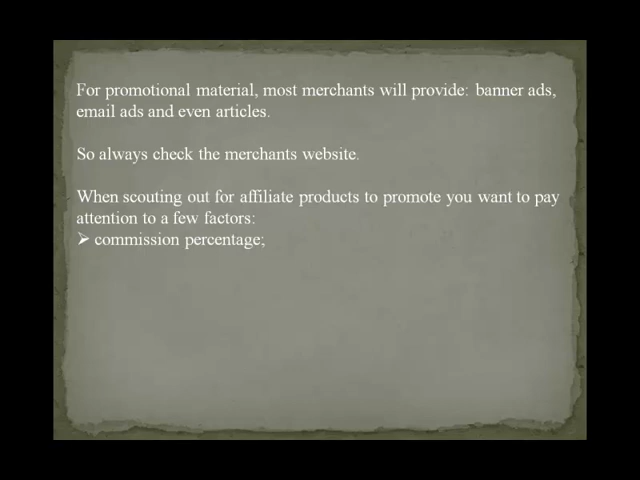 For promotional material, most merchants will provide: banner ads,
email ads and even articles.
So always check the merchants website.
When scouting out for affiliate products to promote you want to pay
attention to a few factors:
➢ commission percentage;